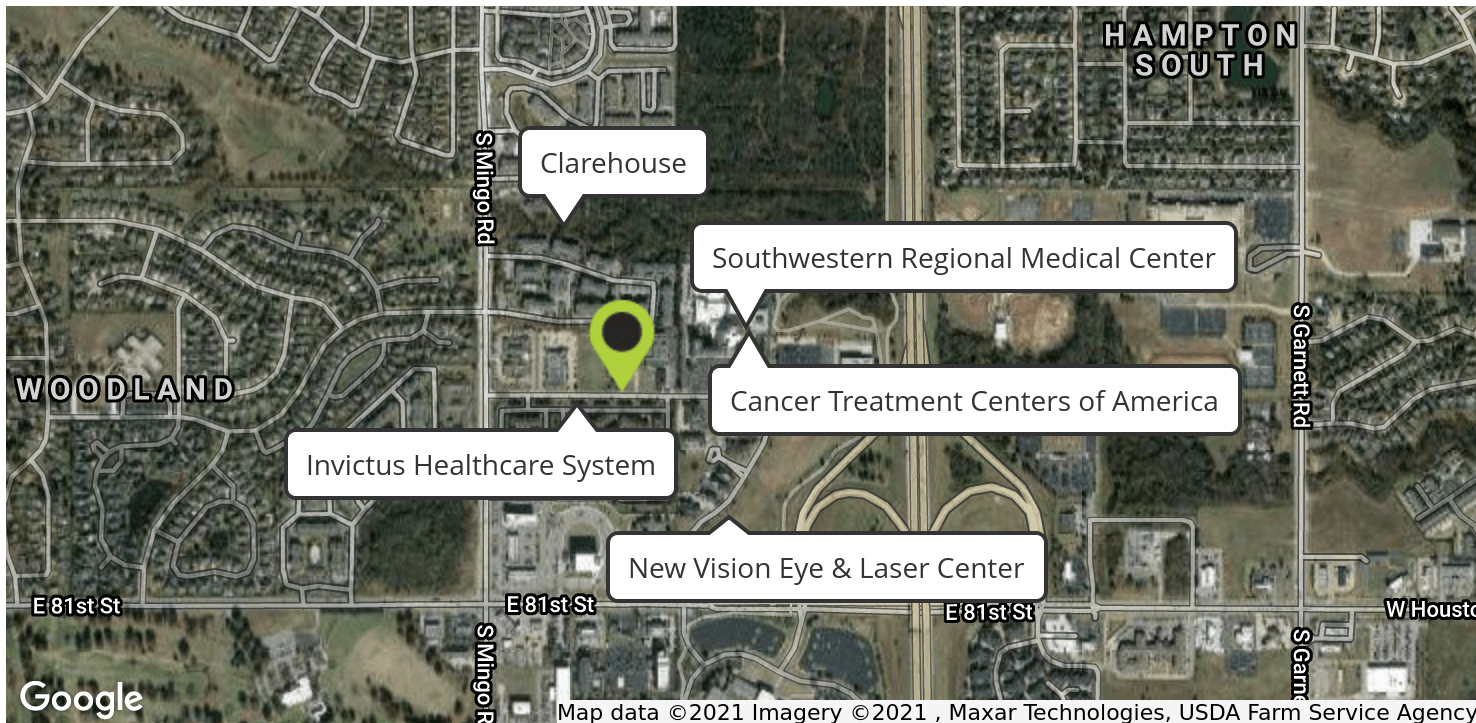 HAMPTON
SOUTH
S Mingo Rd
Clarehouse
Southwestern Regional Medical Center
S Garnett Rd
WOODLAND
Cancer Treatment Centers of America
Invictus Healthcare System
New Vision Eye & Laser Center
E 81st St
E 81st St
E 81st St
W Housto
S Mingo R
S Garne
Google
Map data ©2021 Imagery ©2021 , Maxar Technologies, USDA Farm Service Agency